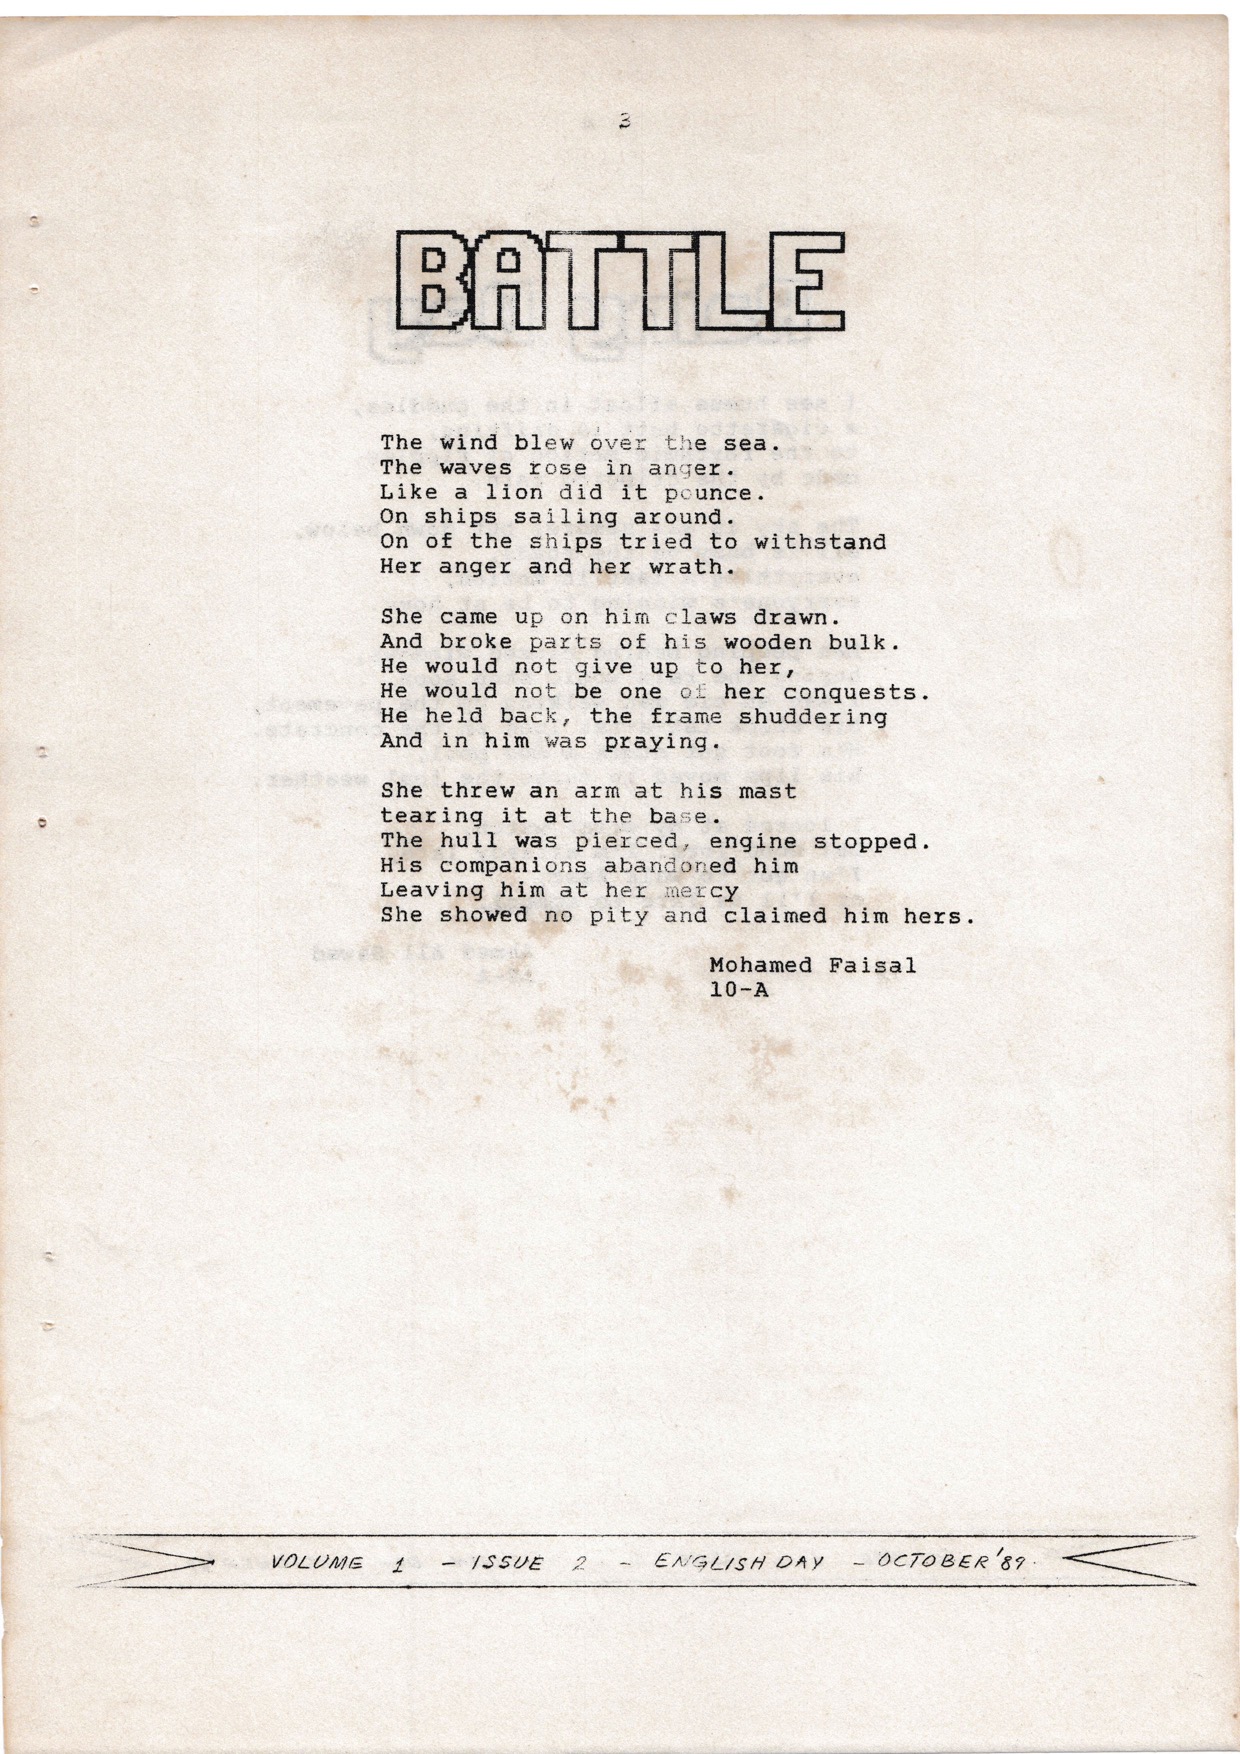 3
BATTLE
The wind blew over the sea.
The waves rose in anger.
Like a lion did it pounce.
On ships sailing around.
On of the ships tried to withstand
Her anger and her wrath.
She came up on him claws drawn.
And broke parts of his wooden bulk.
He would not give up to her,
He would not be one of her conquests.
He held back, the frame shuddering
And in him was praying.
She threw an arm at his mast
tearing it at the base.
The hull was pierced, engine stopped.
His companions abandoned him
Leaving him at her mercy
She showed no pity and claimed him hers.
Mohamed Faisal
10-A
VOLUME 1 - ISSUE 2 - ENGLISH DAY - OCTOBER '89.